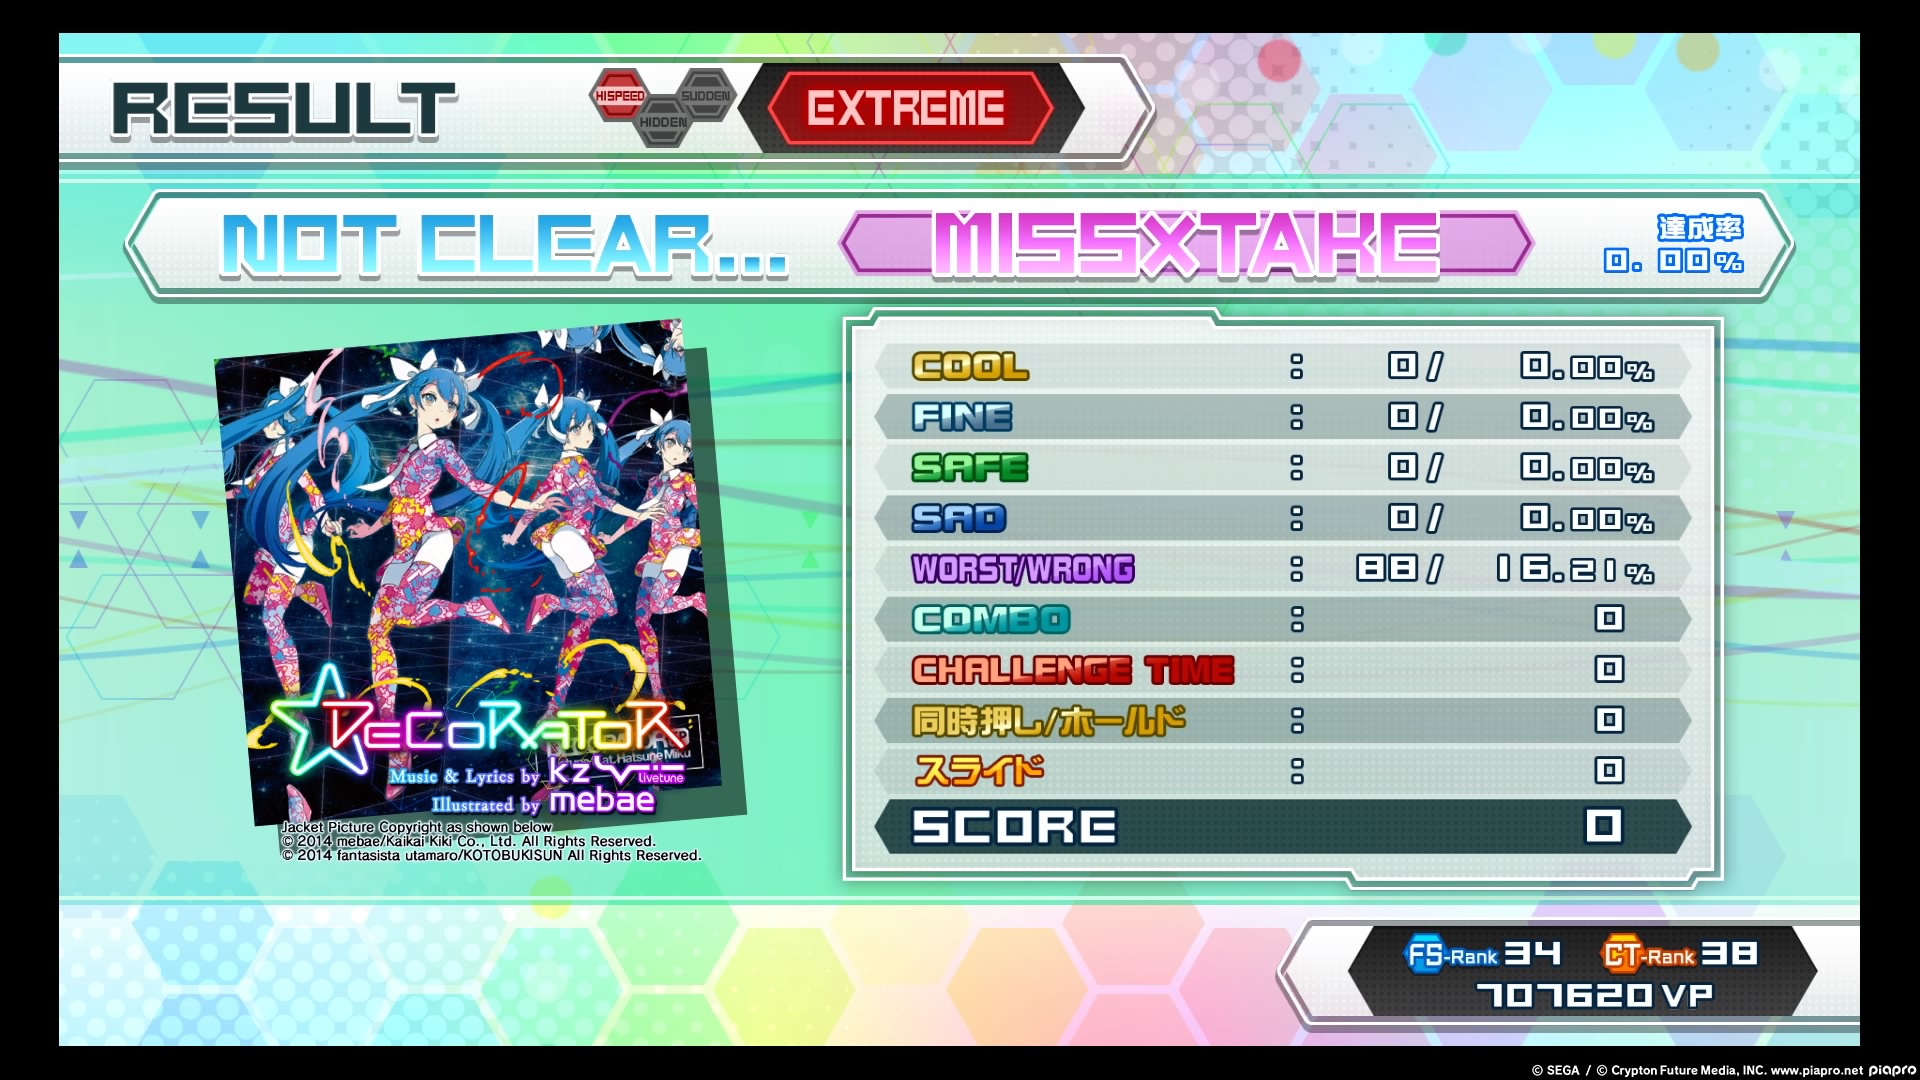 RESULT
HISPEED
HIDDEN
SUDDEN
EXTREME
NOT CLEAR...
MISS×TAKE
達成率
0.00%
COOL : 0/ 0.00%
FINE : 0/ 0.00%
SAFE : 0/ 0.00%
SAD : 0/ 0.00%
WORST/WRONG : 88/ 16.21%
COMBO : 0
CHALLENGE TIME : 0
同時押し/ホールド : 0
スライド : 0
SCORE 0
DECORATOR
at. Hatsune Miku
Music & Lyrics by kz livetune
Illustrated by mebae
Jacket Picture Copyright as shown below
© 2014 mebae/Kaikai Kiki Co., Ltd. All Rights Reserved.
© 2014 fantasista utamaro/KOTOBUKISUN All Rights Reserved.
FS-Rank 34 CT-Rank 38
707620 VP
© SEGA / © Crypton Future Media, INC. www.piapro.net piapro